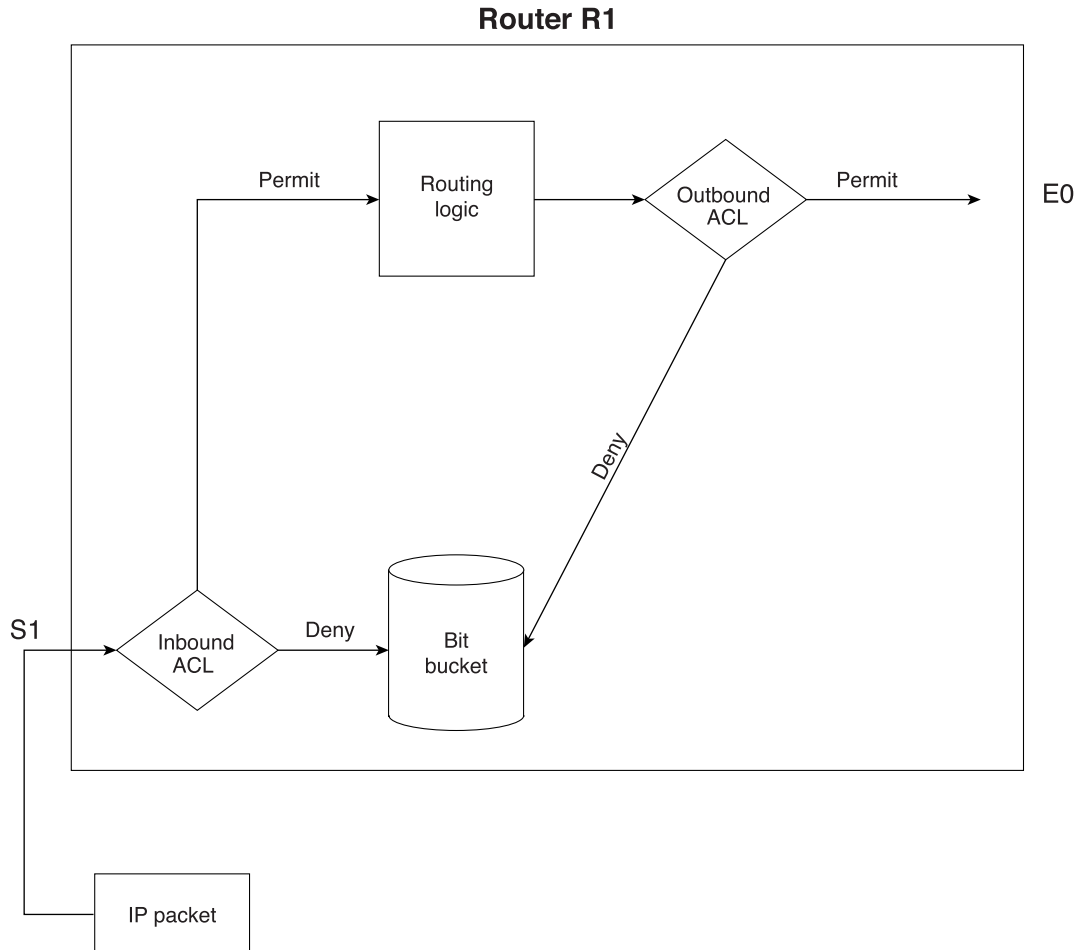 Router R1
Permit
Routing
logic
Outbound
ACL
Permit
E0
Deny
S1
Inbound
ACL
Deny
Bit
bucket
IP packet